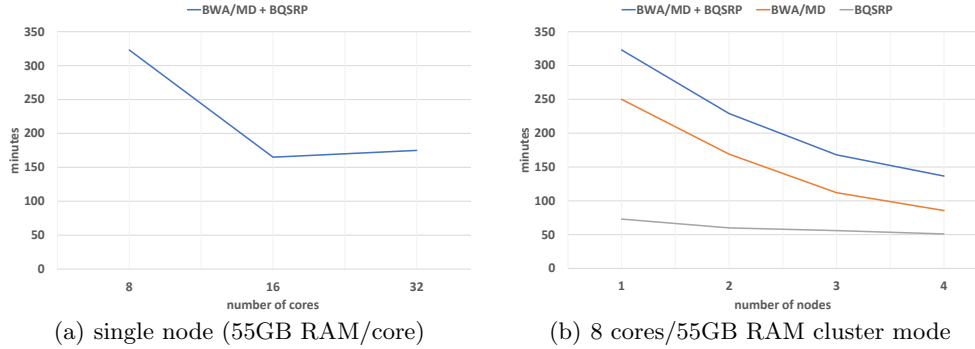 BWA/MD + BQSRP
350
300
250
200
150
100
50
0
minutes
8 16 32
number of cores
(a) single node (55GB RAM/core)
BWA/MD + BQSRP BWA/MD BQSRP
350
300
250
200
150
100
50
0
minutes
1 2 3 4
number of nodes
(b) 8 cores/55GB RAM cluster mode